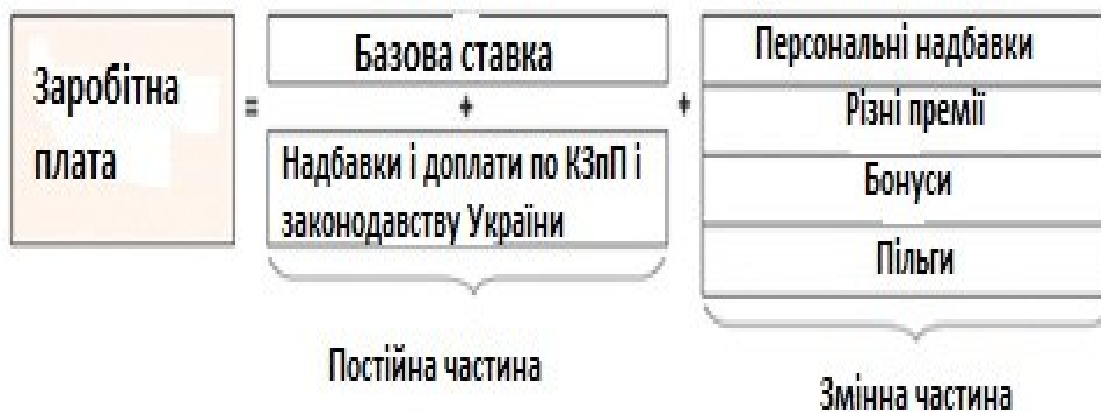 Заробітна
плата
=
Базова ставка
+
Надбавки і доплати по КЗпП і
законодавству України
Постійна частина
+
Персональні надбавки
Різні премії
Бонуси
Пільги
Змінна частина